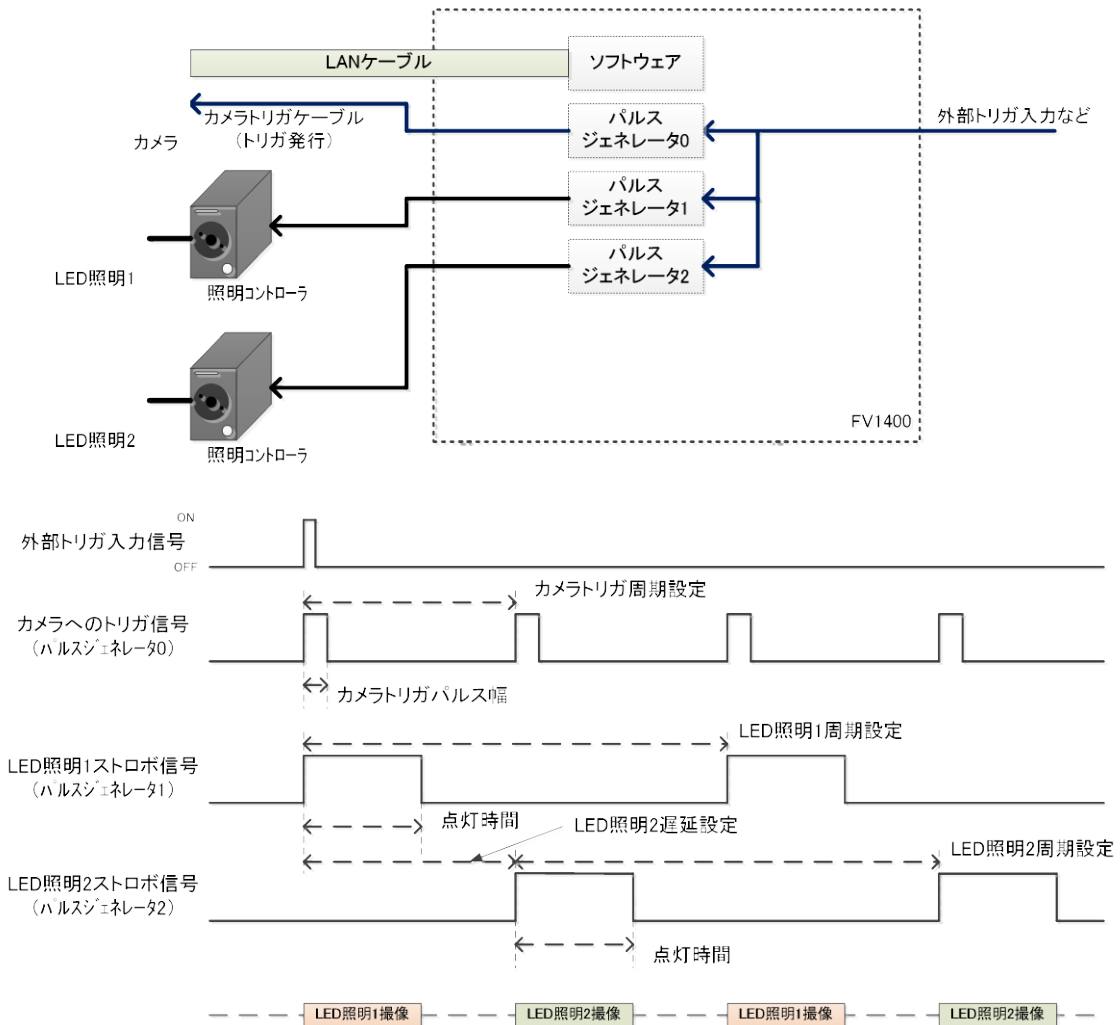 LANケーブル
ソフトウェア
カメラトリガケーブル
(トリガ発行)
カメラ
パルス
ジェネレータ0
外部トリガ入力など
パルス
ジェネレータ1
パルス
ジェネレータ2
LED照明1
照明コントローラ
LED照明2
照明コントローラ
FV1400
ON
外部トリガ入力信号
OFF
カメラトリガ周期設定
カメラへのトリガ信号
(パルスジェネレータ0)
カメラトリガパルス幅
LED照明1周期設定
LED照明1ストロボ信号
(パルスジェネレータ1)
点灯時間
LED照明2遅延設定
LED照明2周期設定
LED照明2ストロボ信号
(パルスジェネレータ2)
点灯時間
LED照明1撮像
LED照明2撮像
LED照明1撮像
LED照明2撮像